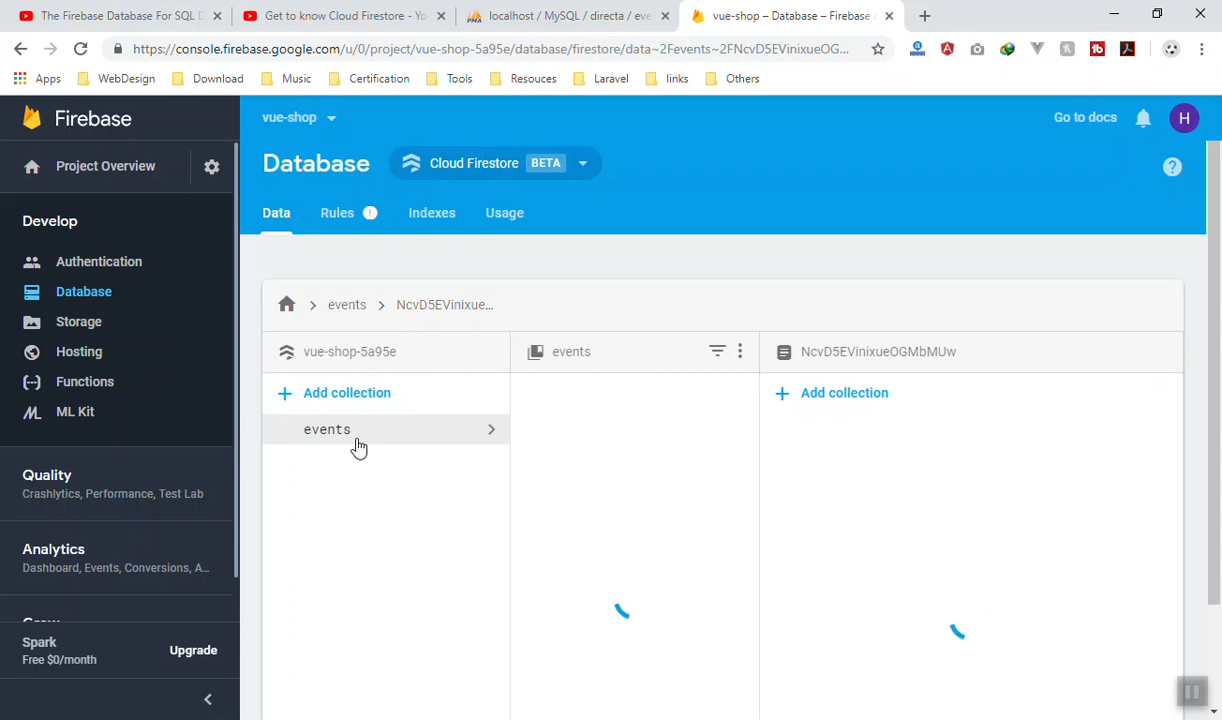 The Firebase Database For SQL D
Get to know Cloud Firestore - Yo
localhost / MySQL / directa / eve
vue-shop – Database – Firebase c
https://console.firebase.google.com/u/0/project/vue-shop-5a95e/database/firestore/data~2Fevents~2FNcvD5EVinixueOG...
Apps
WebDesign
Download
Music
Certification
Tools
Resouces
Laravel
links
Others
Firebase
vue-shop
Go to docs
H
Project Overview
Database
Cloud Firestore
BETA
?
Data
Rules
!
Indexes
Usage
Develop
Authentication
Database
Storage
Hosting
Functions
ML Kit
events
NcvD5EVinixue...
vue-shop-5a95e
events
NcvD5EVinixueOGMbMUw
Add collection
Add collection
events
Quality
Crashlytics, Performance, Test Lab
Analytics
Dashboard, Events, Conversions, A...
Spark
Free $0/month
Upgrade